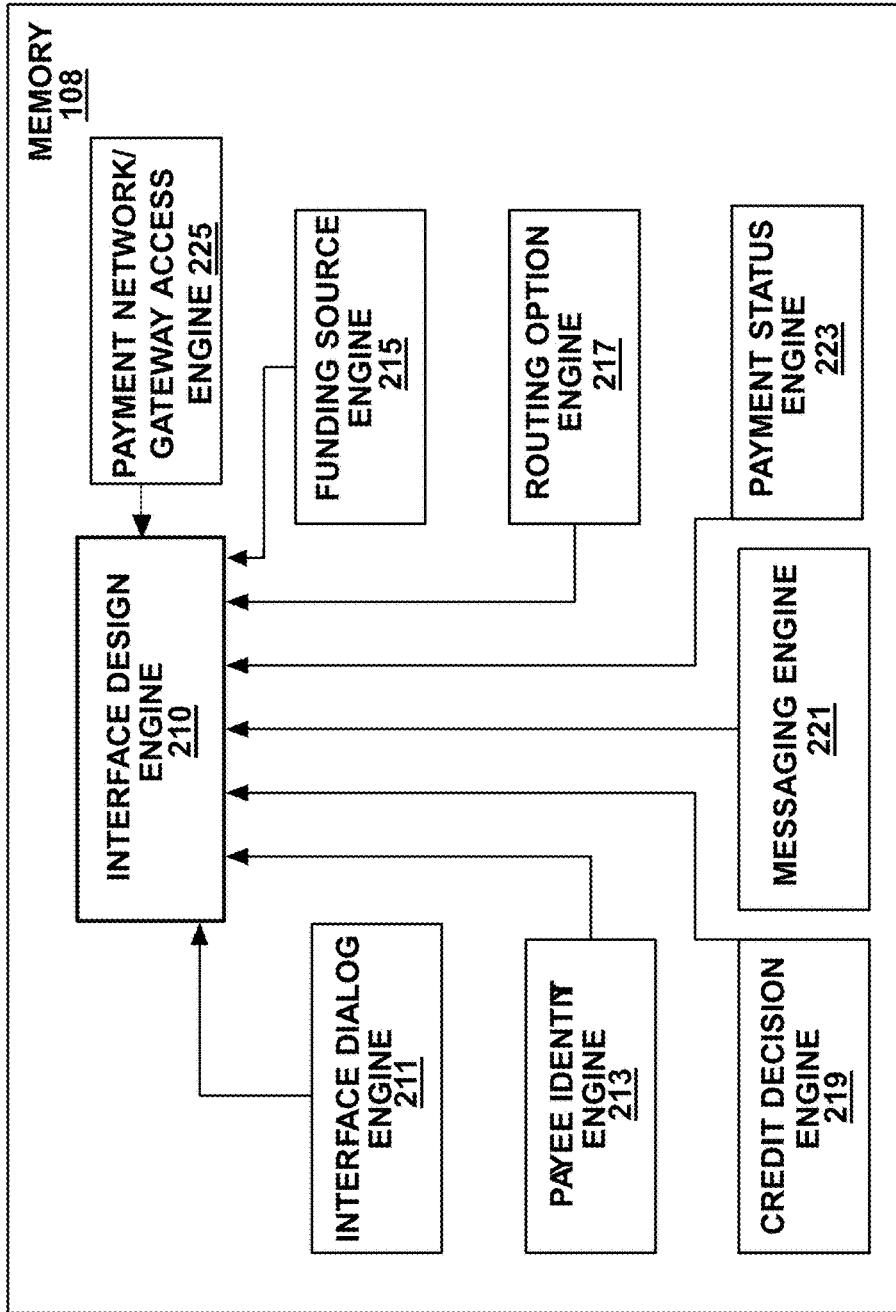 MEMORY
108
INTERFACE DESIGN
ENGINE
210
PAYMENT NETWORK/
GATEWAY ACCESS
ENGINE 225
INTERFACE DIALOG
ENGINE
211
FUNDING SOURCE
ENGINE
215
PAYEE IDENTITY
ENGINE
213
ROUTING OPTION
ENGINE
217
CREDIT DECISION
ENGINE
219
MESSAGING ENGINE
221
PAYMENT STATUS
ENGINE
223